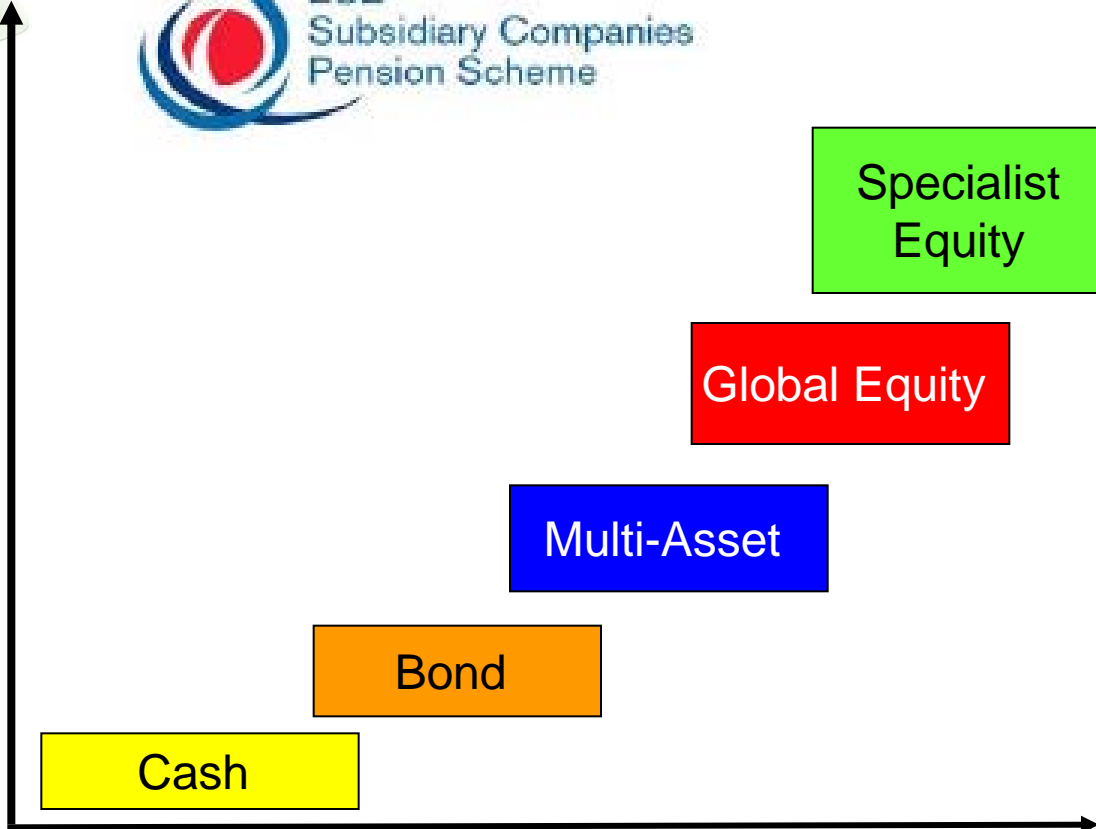 Subsidiary Companies
Pension Scheme
Specialist
Equity
Global Equity
Multi-Asset
Bond
Cash